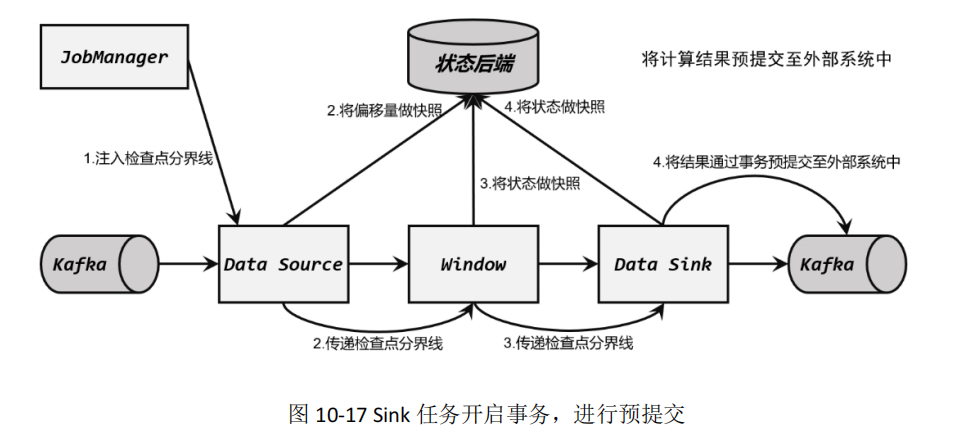 JobManager
状态后端
将计算结果预提交至外部系统中
2.将偏移量做快照
4.将状态做快照
1.注入检查点分界线
4.将结果通过事务预提交至外部系统中
3.将状态做快照
Kafka
Data Source
Window
Data Sink
Kafka
2.传递检查点分界线
3.传递检查点分界线
图 10-17 Sink 任务开启事务，进行预提交